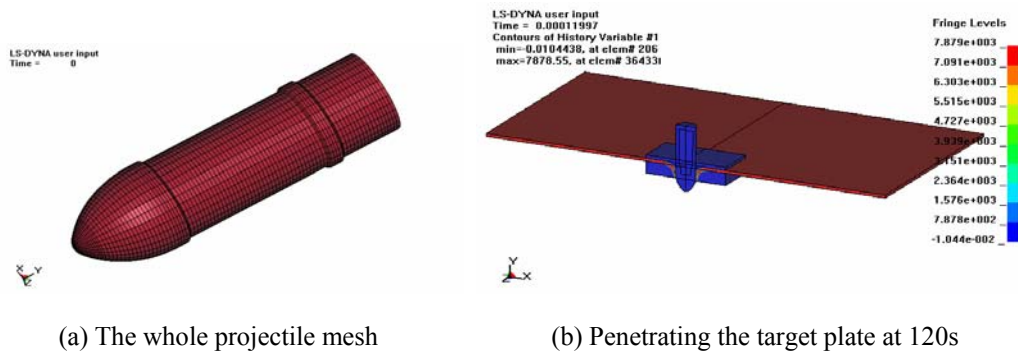 LS-DYNA user input
Time = 0
X Y Z
(a) The whole projectile mesh
LS-DYNA user input
Time = 0.00011997
Contours of History Variable #1
min=-0.0104438, at elem# 206
max=7878.55, at elem# 36433
Fringe Levels
7.879e+003
7.091e+003
6.303e+003
5.515e+003
4.727e+003
3.939e+003
3.151e+003
2.364e+003
1.576e+003
7.878e+002
-1.044e-002
Y
Z X
(b) Penetrating the target plate at 120s